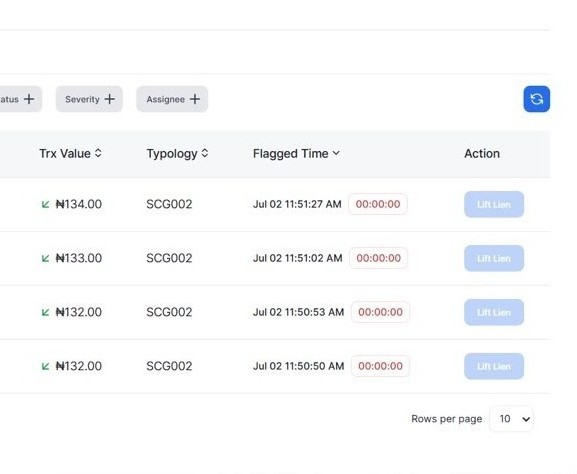 atus + Severity + Assignee +
Trx Value Typology Flagged Time Action
₦134.00 SCG002 Jul 02 11:51:27 AM 00:00:00 Lift Lien
₦133.00 SCG002 Jul 02 11:51:02 AM 00:00:00 Lift Lien
₦132.00 SCG002 Jul 02 11:50:53 AM 00:00:00 Lift Lien
₦132.00 SCG002 Jul 02 11:50:50 AM 00:00:00 Lift Lien
Rows per page 10